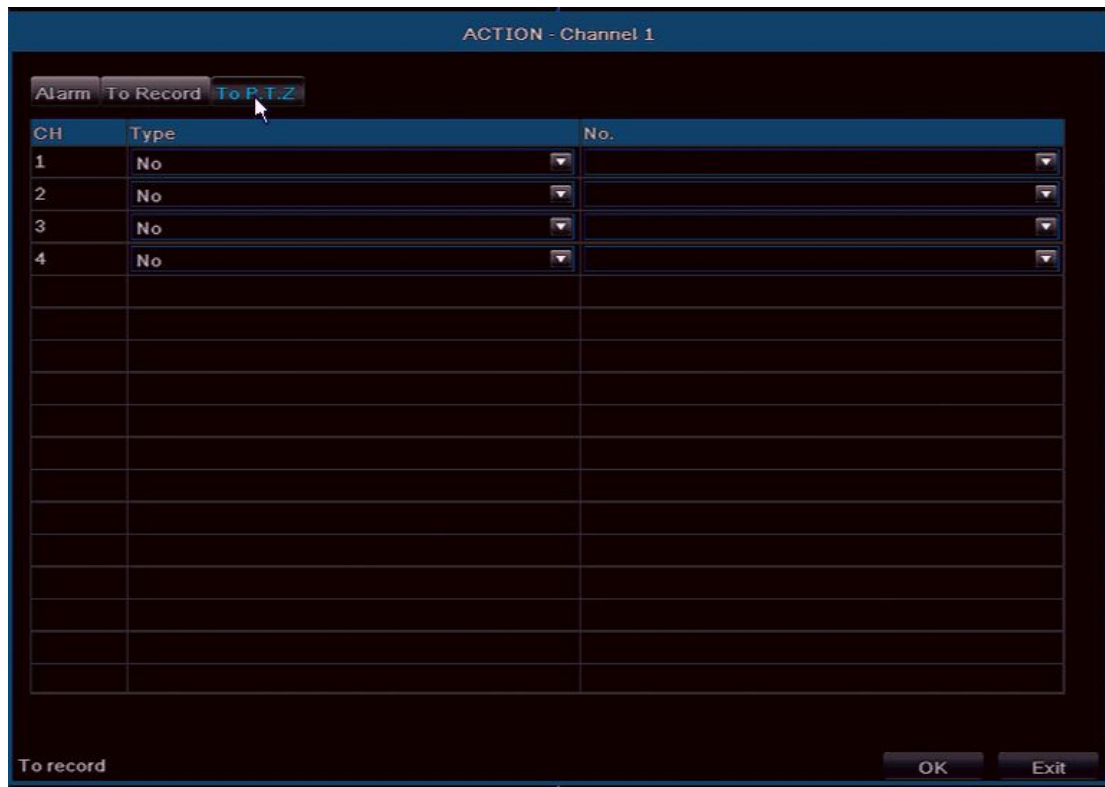 ACTION - Channel 1
Alarm To Record To P.T.Z
CH Type No.
1 No
2 No
3 No
4 No
To record OK Exit